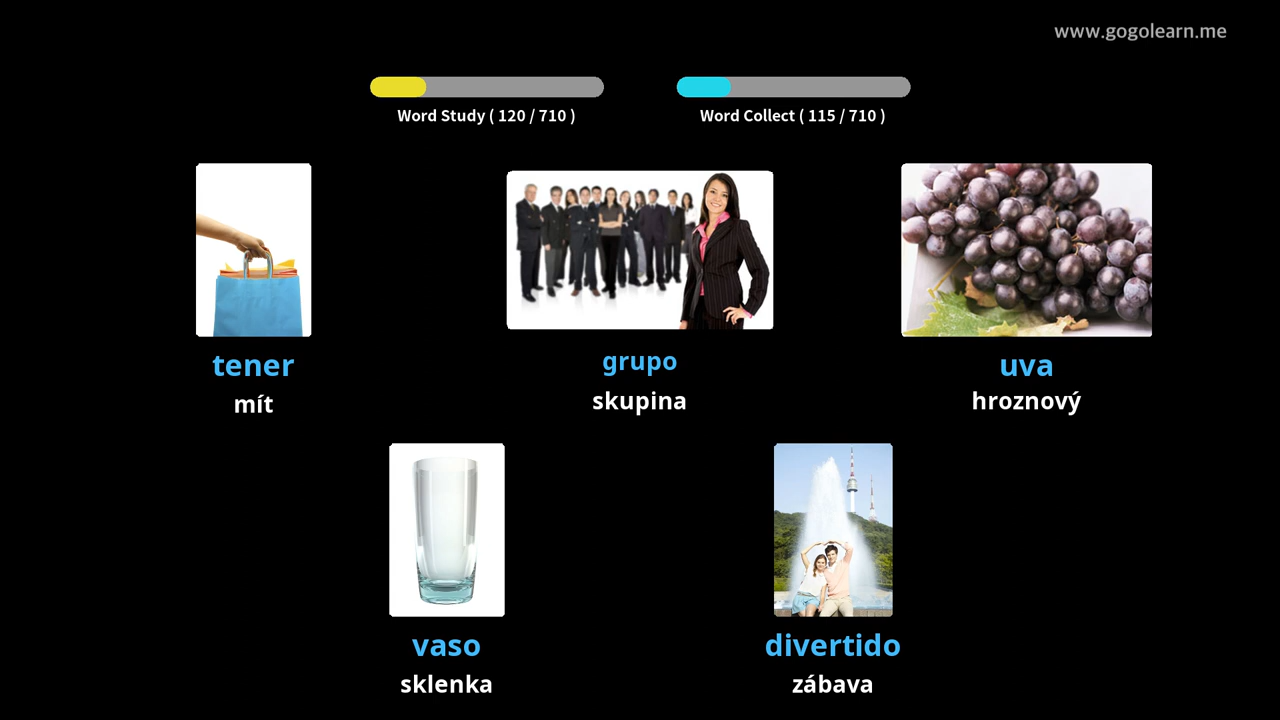 www.gogolearn.me
Word Study ( 120 / 710 )
Word Collect ( 115 / 710 )
tener
mít
grupo
skupina
uva
hroznový
vaso
sklenka
divertido
zábava